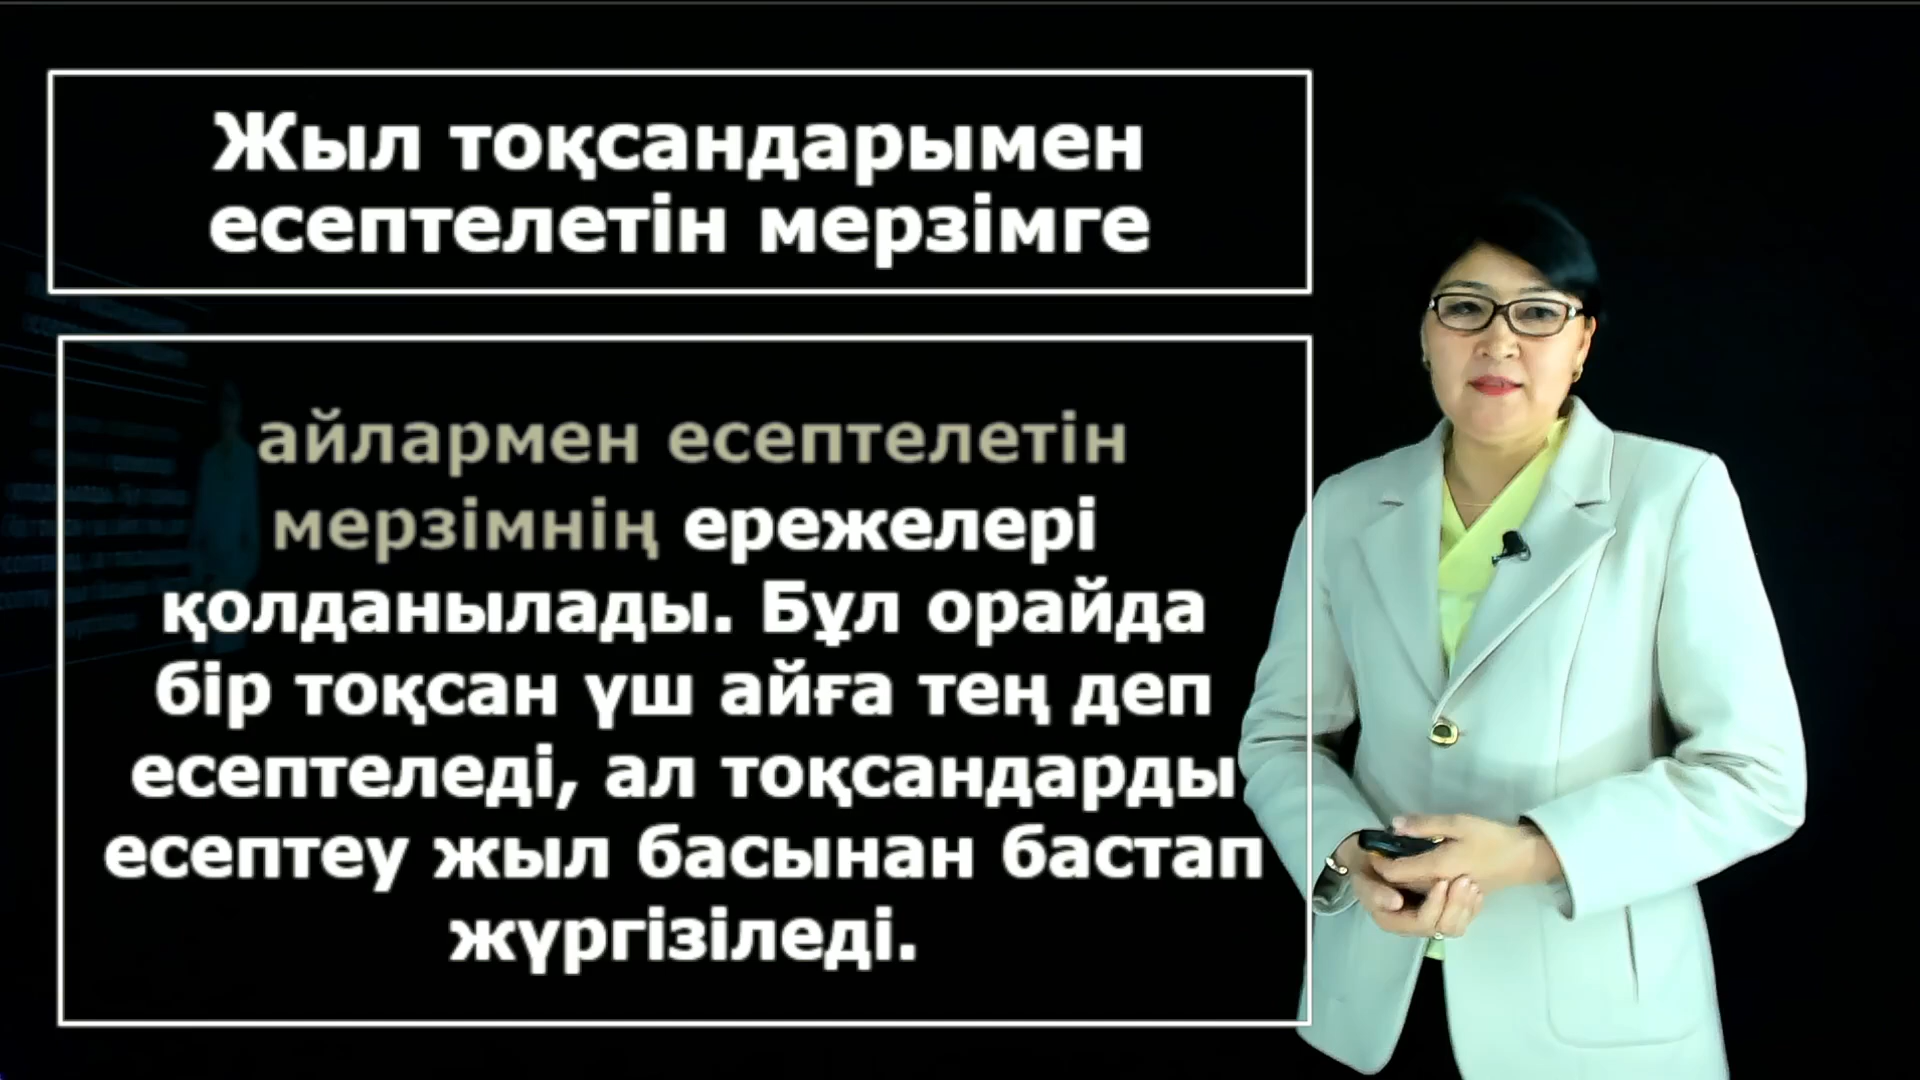 Жыл тоқсандарымен
есептелетін мерзімге
айлармен есептелетін
мерзімнің ережелері
қолданылады. Бұл орайда
бір тоқсан үш айға тең деп
есептеледі, ал тоқсандарды
есептеу жыл басынан бастап
жүргізіледі.